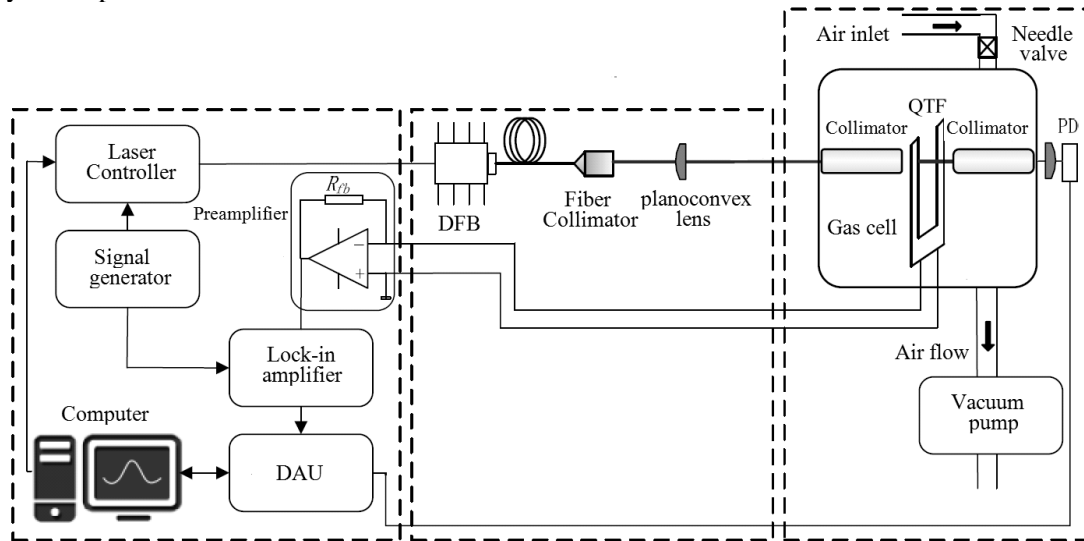 Air inlet
Needle
valve
QTF
PD
Collimator
Collimator
Laser
Controller
R_fb
Preamplifier
DFB
Fiber
Collimator
planoconvex
lens
Gas cell
Signal
generator
−
+
Lock-in
amplifier
Air flow
Computer
Vacuum
pump
DAU